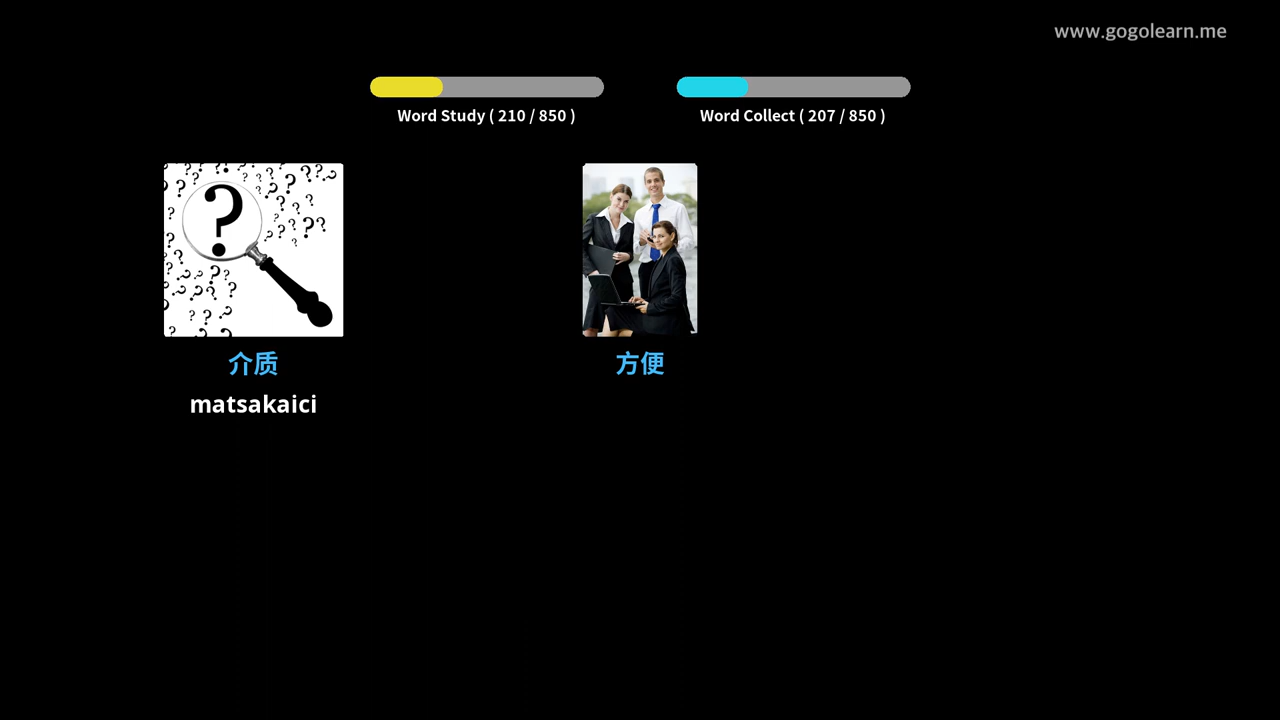 www.gogolearn.me
Word Study ( 210 / 850 )
Word Collect ( 207 / 850 )
介质
matsakaici
方便